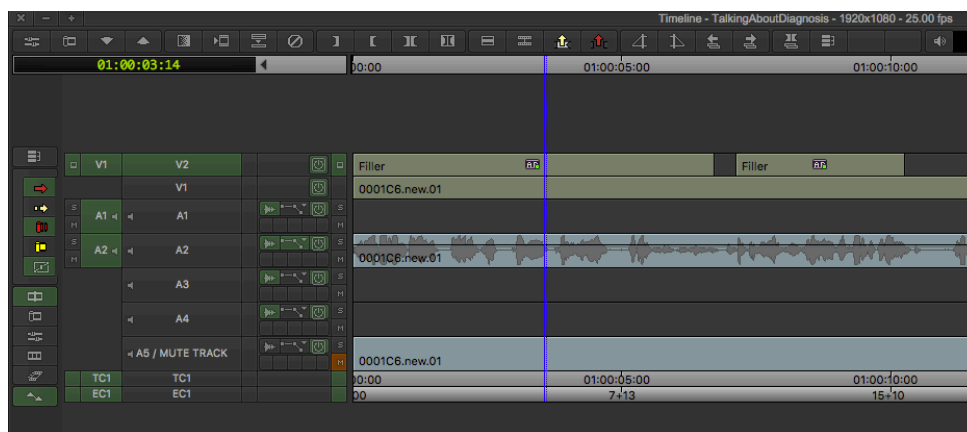 Timeline - TalkingAboutDiagnosis - 1920x1080 - 25.00 fps
01:00:03:14
00:00 01:00:05:00 01:00:10:00
V1 V2 Filler Filler
V1 0001C6.new.01
S
A1 A1 S
M M
S
A2 A2 S
M 0001C6.new.01 M
A3 S
M
A4 S
M
A5 / MUTE TRACK S
M 0001C6.new.01
TC1 TC1 00:00 01:00:05:00 01:00:10:00
EC1 EC1 00 7+13 15+10